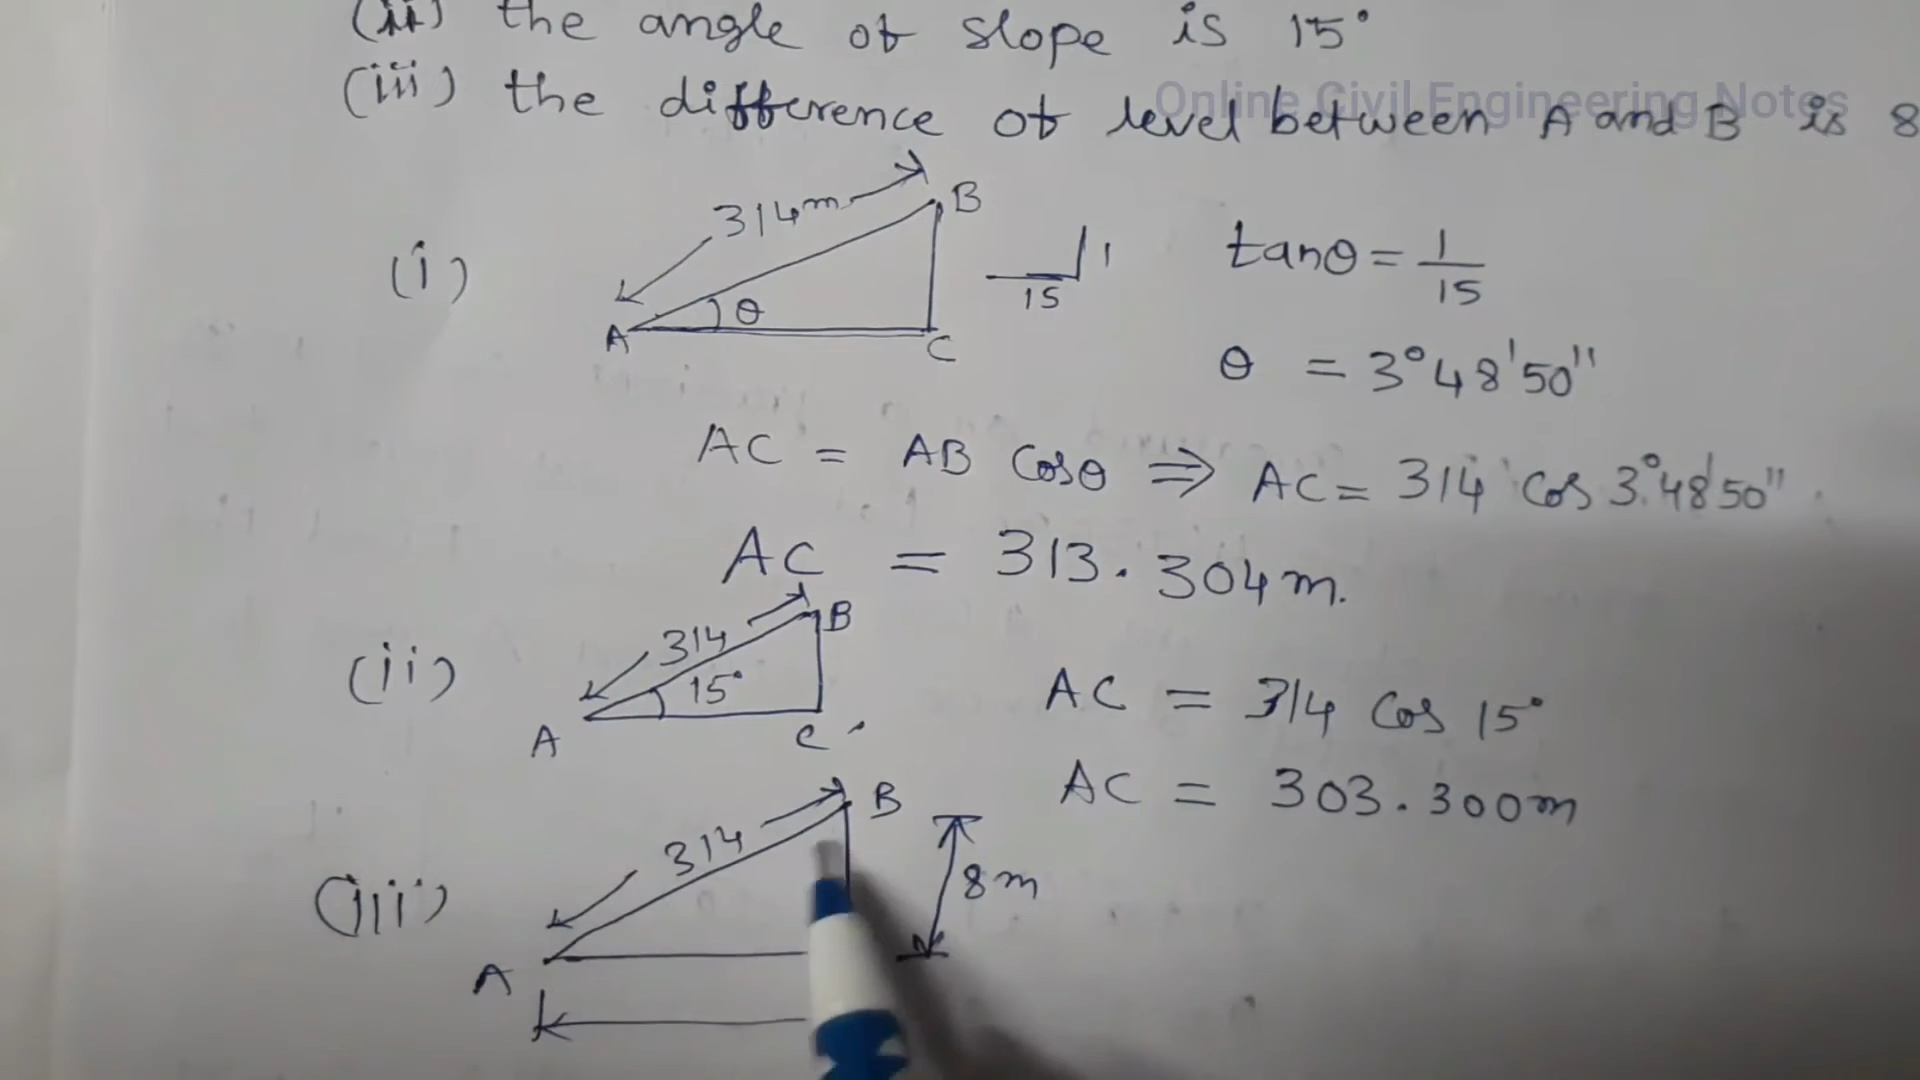 (ii) the angle of slope is 15°
(iii) the difference of level between A and B is 8
Online Civil Engineering Notes
314m
B
(i)
θ
A
C
1
15
tanθ = 1/15
θ = 3°48'50"
AC = AB Cosθ ⇒ AC = 314 Cos 3°48'50"
AC = 313.304m.
(ii)
314
B
15°
A
C
AC = 314 Cos 15°
AC = 303.300m
(iii)
314
B
8m
A